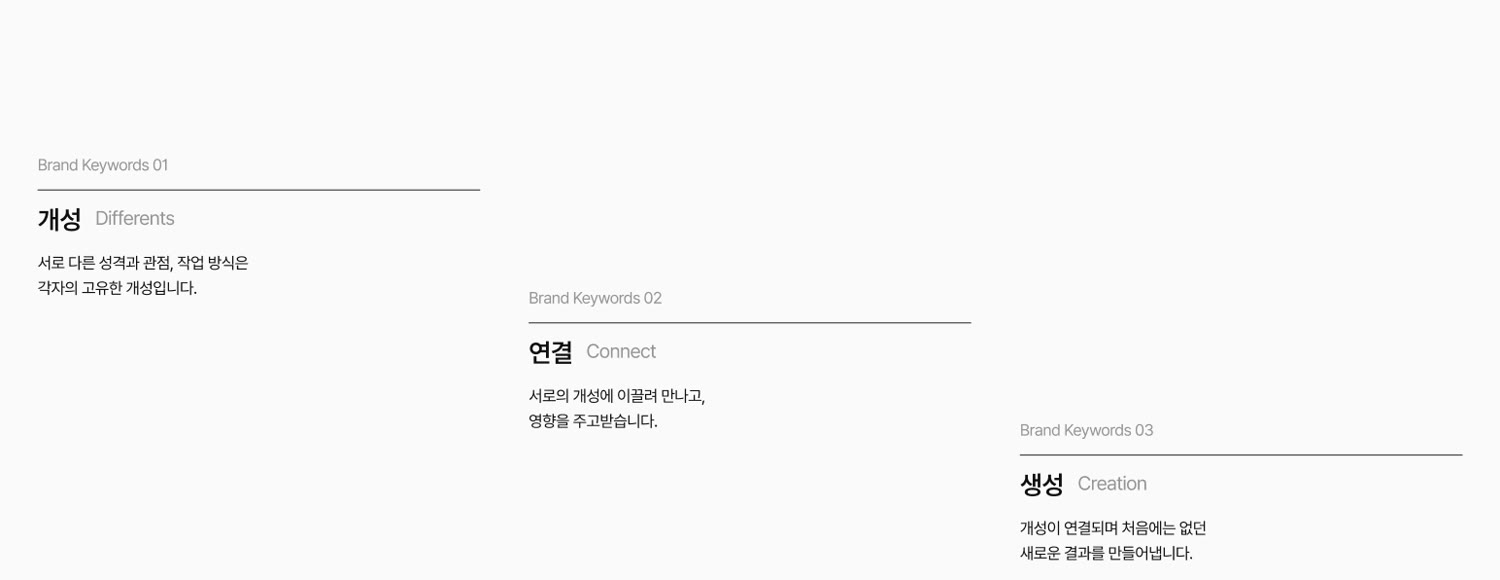 Brand Keywords 01
개성 Differents
서로 다른 성격과 관점, 작업 방식은
각자의 고유한 개성입니다.
Brand Keywords 02
연결 Connect
서로의 개성에 이끌려 만나고,
영향을 주고받습니다.
Brand Keywords 03
생성 Creation
개성이 연결되며 처음에는 없던
새로운 결과를 만들어냅니다.